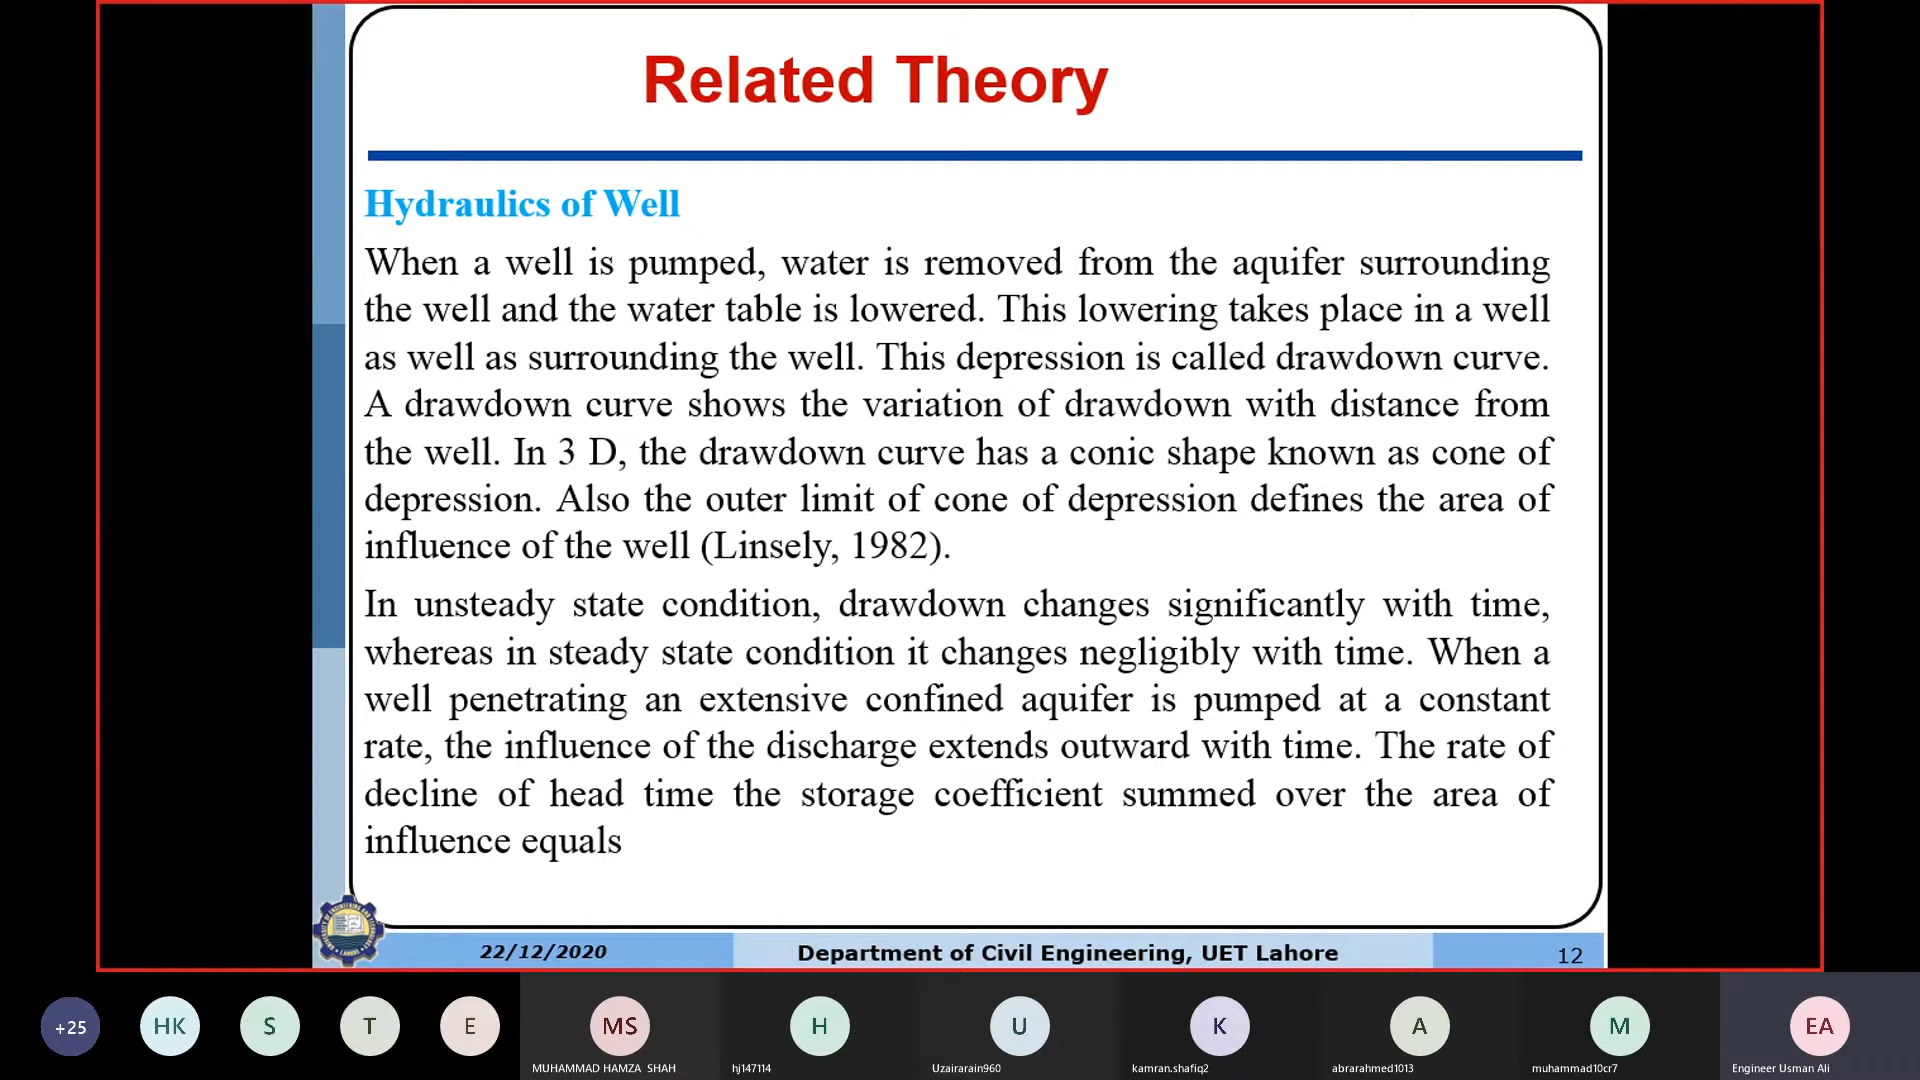 Related Theory
Hydraulics of Well
When a well is pumped, water is removed from the aquifer surrounding
the well and the water table is lowered. This lowering takes place in a well
as well as surrounding the well. This depression is called drawdown curve.
A drawdown curve shows the variation of drawdown with distance from
the well. In 3 D, the drawdown curve has a conic shape known as cone of
depression. Also the outer limit of cone of depression defines the area of
influence of the well (Linsely, 1982).
In unsteady state condition, drawdown changes significantly with time,
whereas in steady state condition it changes negligibly with time. When a
well penetrating an extensive confined aquifer is pumped at a constant
rate, the influence of the discharge extends outward with time. The rate of
decline of head time the storage coefficient summed over the area of
influence equals
22/12/2020
Department of Civil Engineering, UET Lahore
12
+25
HK
S
T
E
MS
H
U
K
A
M
EA
MUHAMMAD HAMZA SHAH
hj147114
Uzairarain960
kamran.shafiq2
abrarahmed1013
muhammad10cr7
Engineer Usman Ali